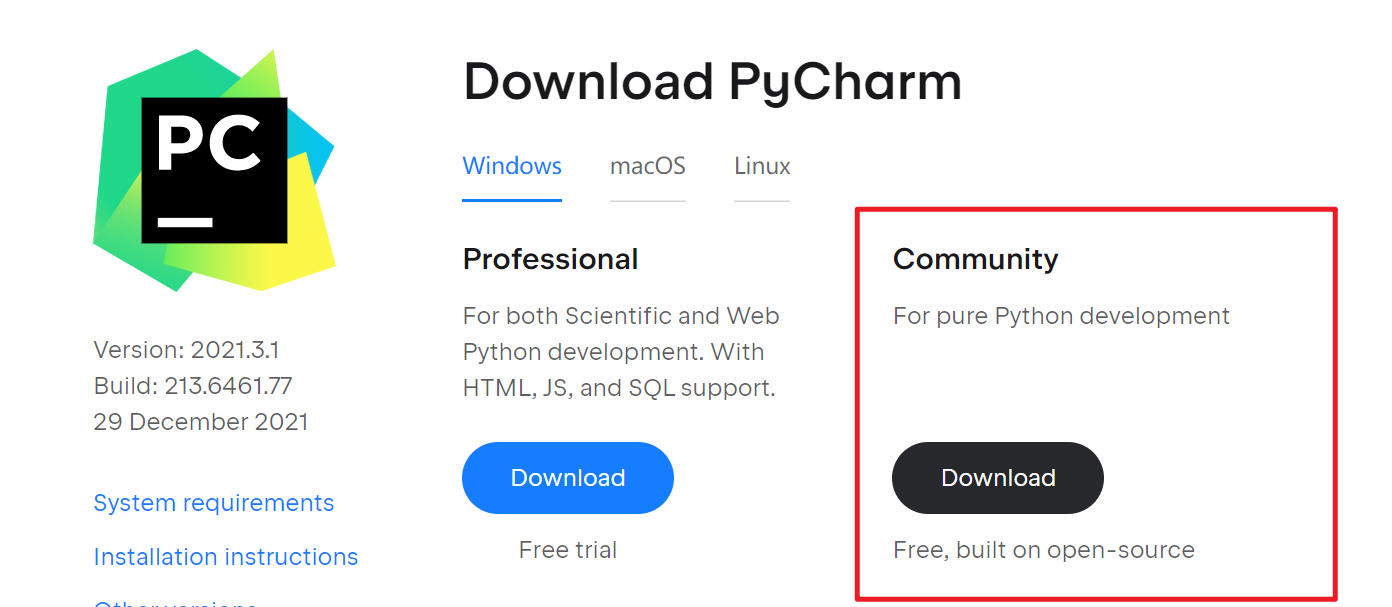 PC
Download PyCharm
Windows macOS Linux
Professional
For both Scientific and Web
Python development. With
HTML, JS, and SQL support.
Download
Free trial
Community
For pure Python development
Download
Free, built on open-source
Version: 2021.3.1
Build: 213.6461.77
29 December 2021
System requirements
Installation instructions
Other versions